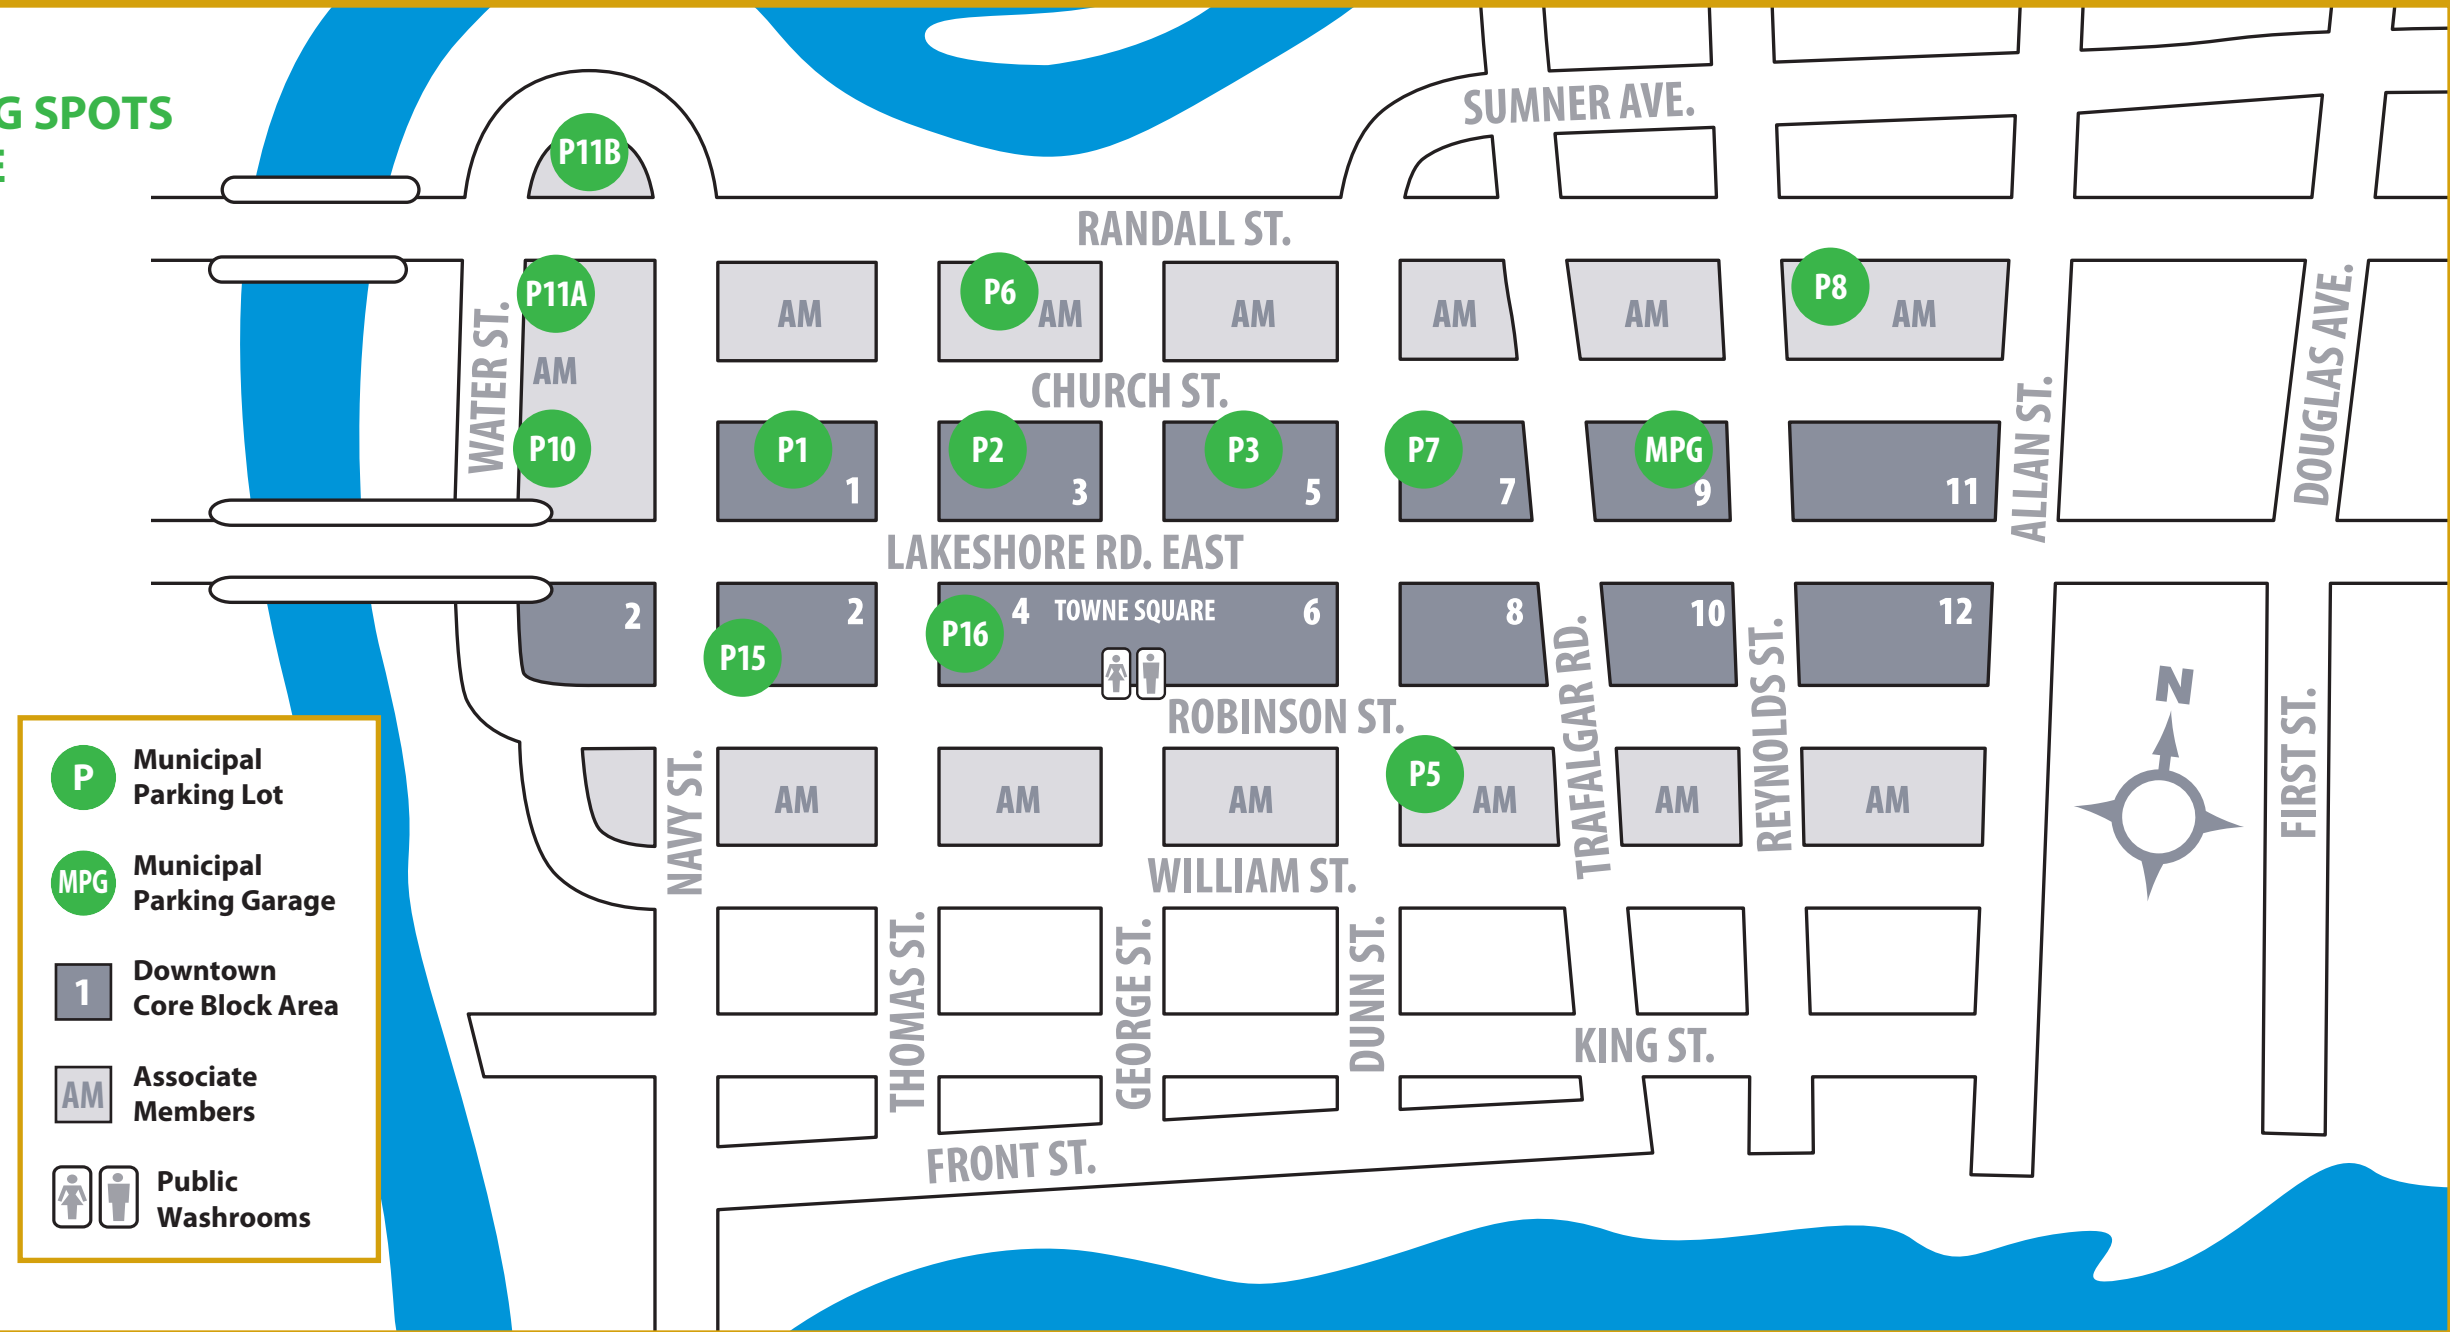 G SPOTS
E
SUMNER AVE.
P11B
RANDALL ST.
P11A
AM
P10
WATER ST.
AM
P6
AM
AM
AM
AM
P8
AM
CHURCH ST.
P1
1
P2
3
P3
5
P7
7
MPG
9
11
ALLAN ST.
DOUGLAS AVE.
LAKESHORE RD. EAST
2
P15
2
P16
4
TOWNE SQUARE
6
8
10
12
ROBINSON ST.
NAVY ST.
AM
AM
AM
P5
AM
TRAFALGAR RD.
AM
REYNOLDS ST.
AM
N
FIRST ST.
WILLIAM ST.
THOMAS ST.
GEORGE ST.
DUNN ST.
KING ST.
FRONT ST.
P
Municipal
Parking Lot
MPG
Municipal
Parking Garage
1
Downtown
Core Block Area
AM
Associate
Members
Public
Washrooms